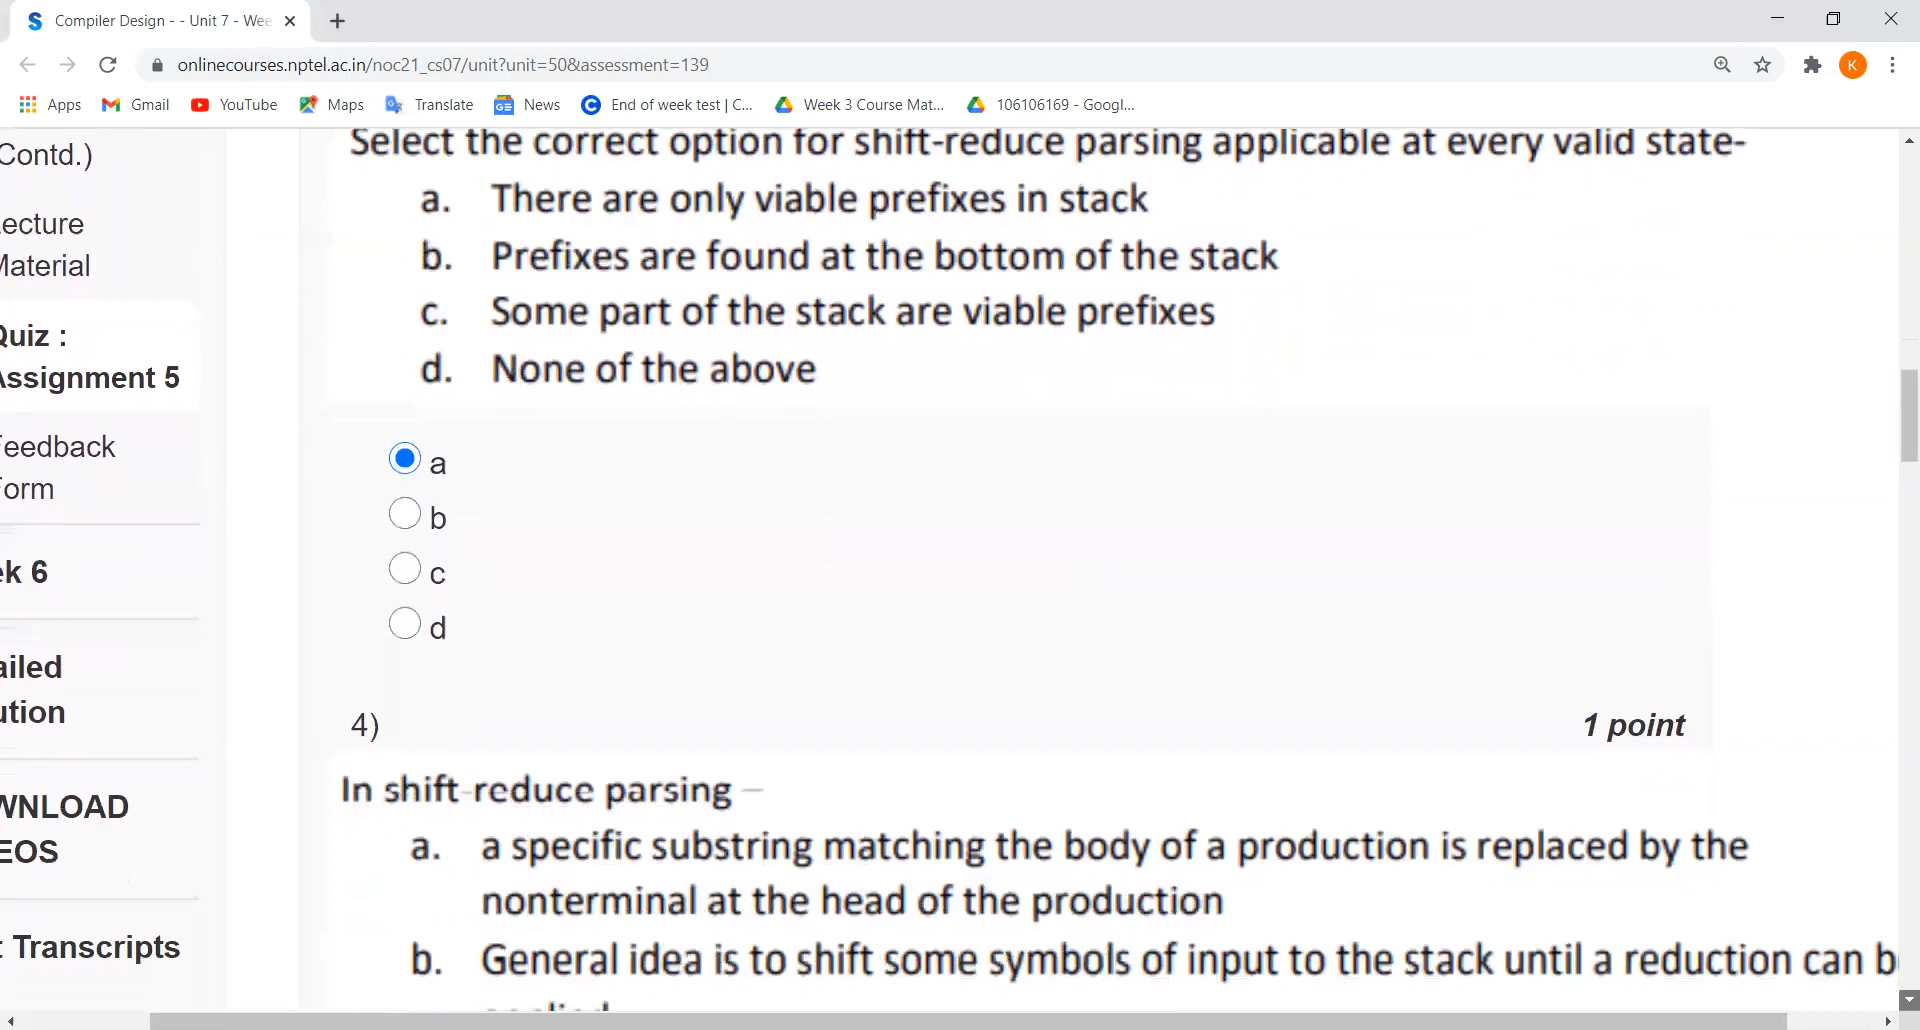 Compiler Design - - Unit 7 - Wee
onlinecourses.nptel.ac.in/noc21_cs07/unit?unit=50&assessment=139
K
Apps Gmail YouTube Maps Translate News End of week test | C... Week 3 Course Mat... 106106169 - Googl...
Contd.)
ecture
Material
Quiz :
Assignment 5
Feedback
Form
ek 6
ailed
ution
WNLOAD
EOS
t Transcripts
Select the correct option for shift-reduce parsing applicable at every valid state-
a. There are only viable prefixes in stack
b. Prefixes are found at the bottom of the stack
c. Some part of the stack are viable prefixes
d. None of the above
a
b
c
d
4) 1 point
In shift-reduce parsing –
a. a specific substring matching the body of a production is replaced by the
nonterminal at the head of the production
b. General idea is to shift some symbols of input to the stack until a reduction can b